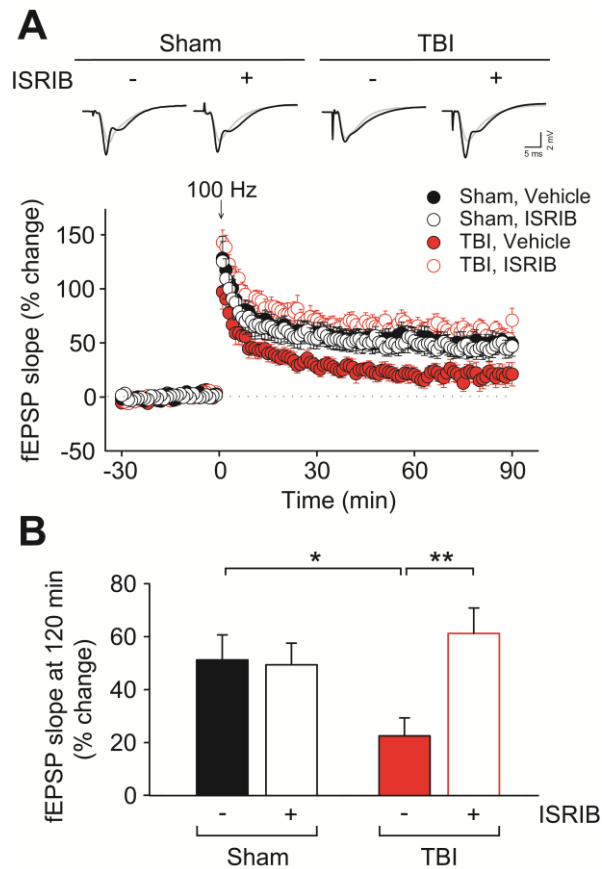 A
Sham TBI
ISRIB - + - +
2 mV
5 ms
100 Hz
Sham, Vehicle
Sham, ISRIB
TBI, Vehicle
TBI, ISRIB
fEPSP slope (% change)
150
100
50
0
-50
-30 0 30 60 90
Time (min)
B
* **
fEPSP slope at 120 min
(% change)
80
60
40
20
0
- + - + ISRIB
Sham TBI